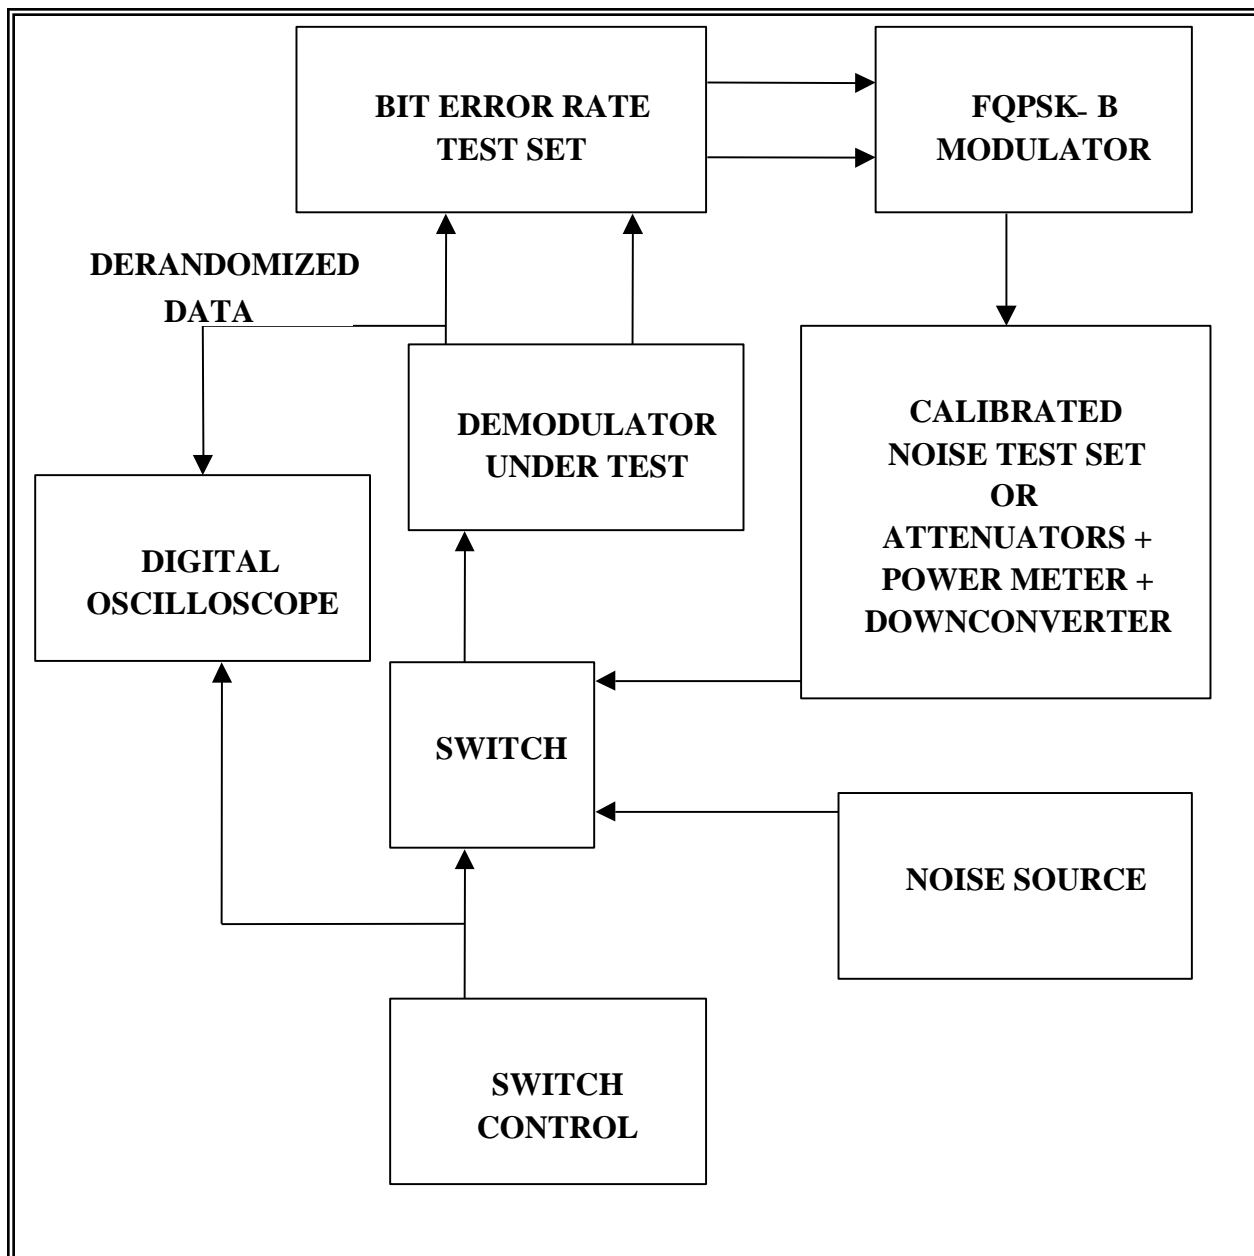 BIT ERROR RATE
TEST SET
FQPSK- B
MODULATOR
DERANDOMIZED
DATA
DEMODULATOR
UNDER TEST
CALIBRATED
NOISE TEST SET
OR
ATTENUATORS +
POWER METER +
DOWNCONVERTER
DIGITAL
OSCILLOSCOPE
SWITCH
NOISE SOURCE
SWITCH
CONTROL